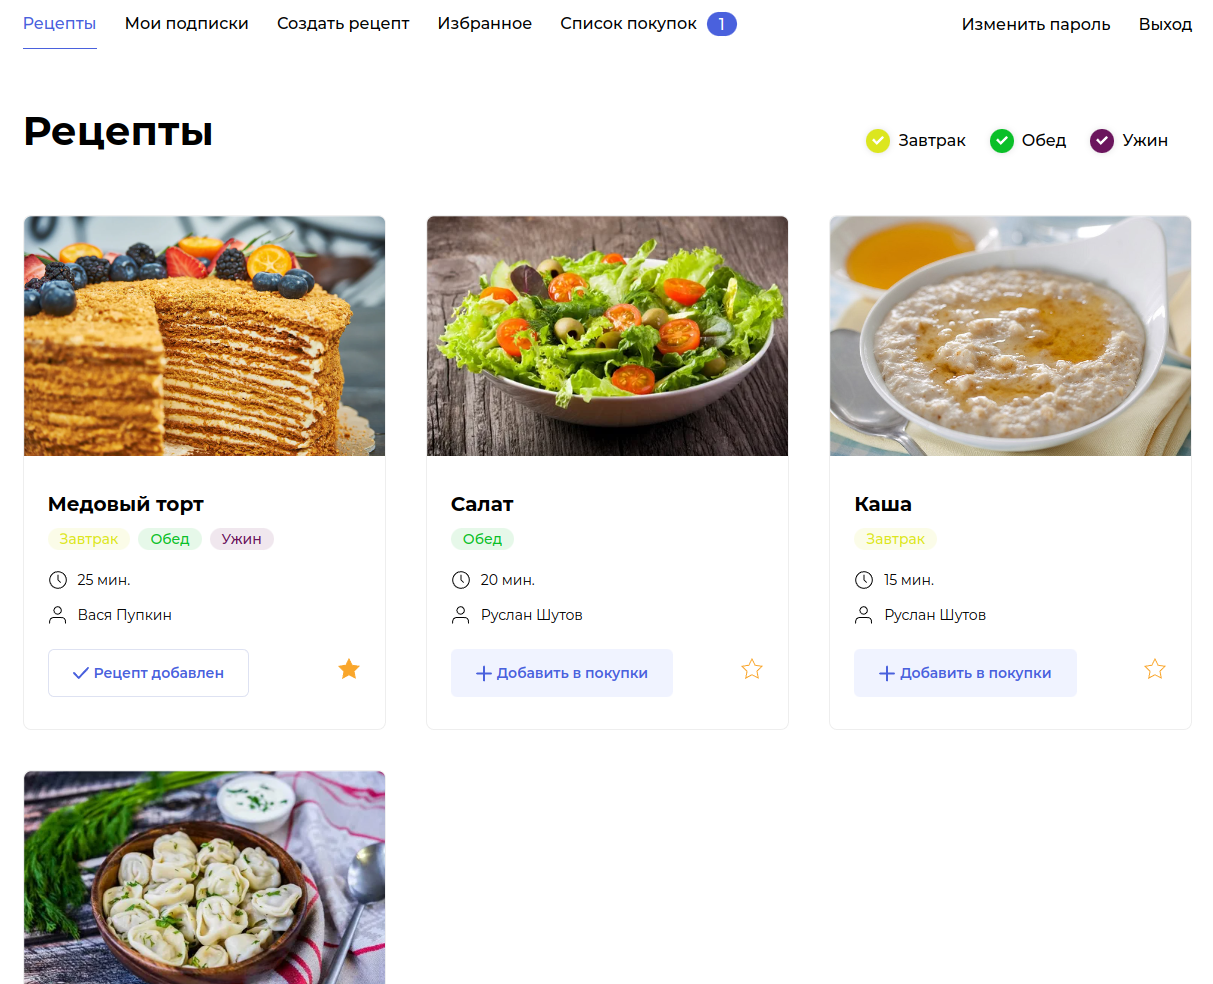 Рецепты Мои подписки Создать рецепт Избранное Список покупок 1 Изменить пароль Выход
Рецепты
Завтрак Обед Ужин
Медовый торт
Завтрак Обед Ужин
25 мин.
Вася Пупкин
Рецепт добавлен
Салат
Обед
20 мин.
Руслан Шутов
Добавить в покупки
Каша
Завтрак
15 мин.
Руслан Шутов
Добавить в покупки